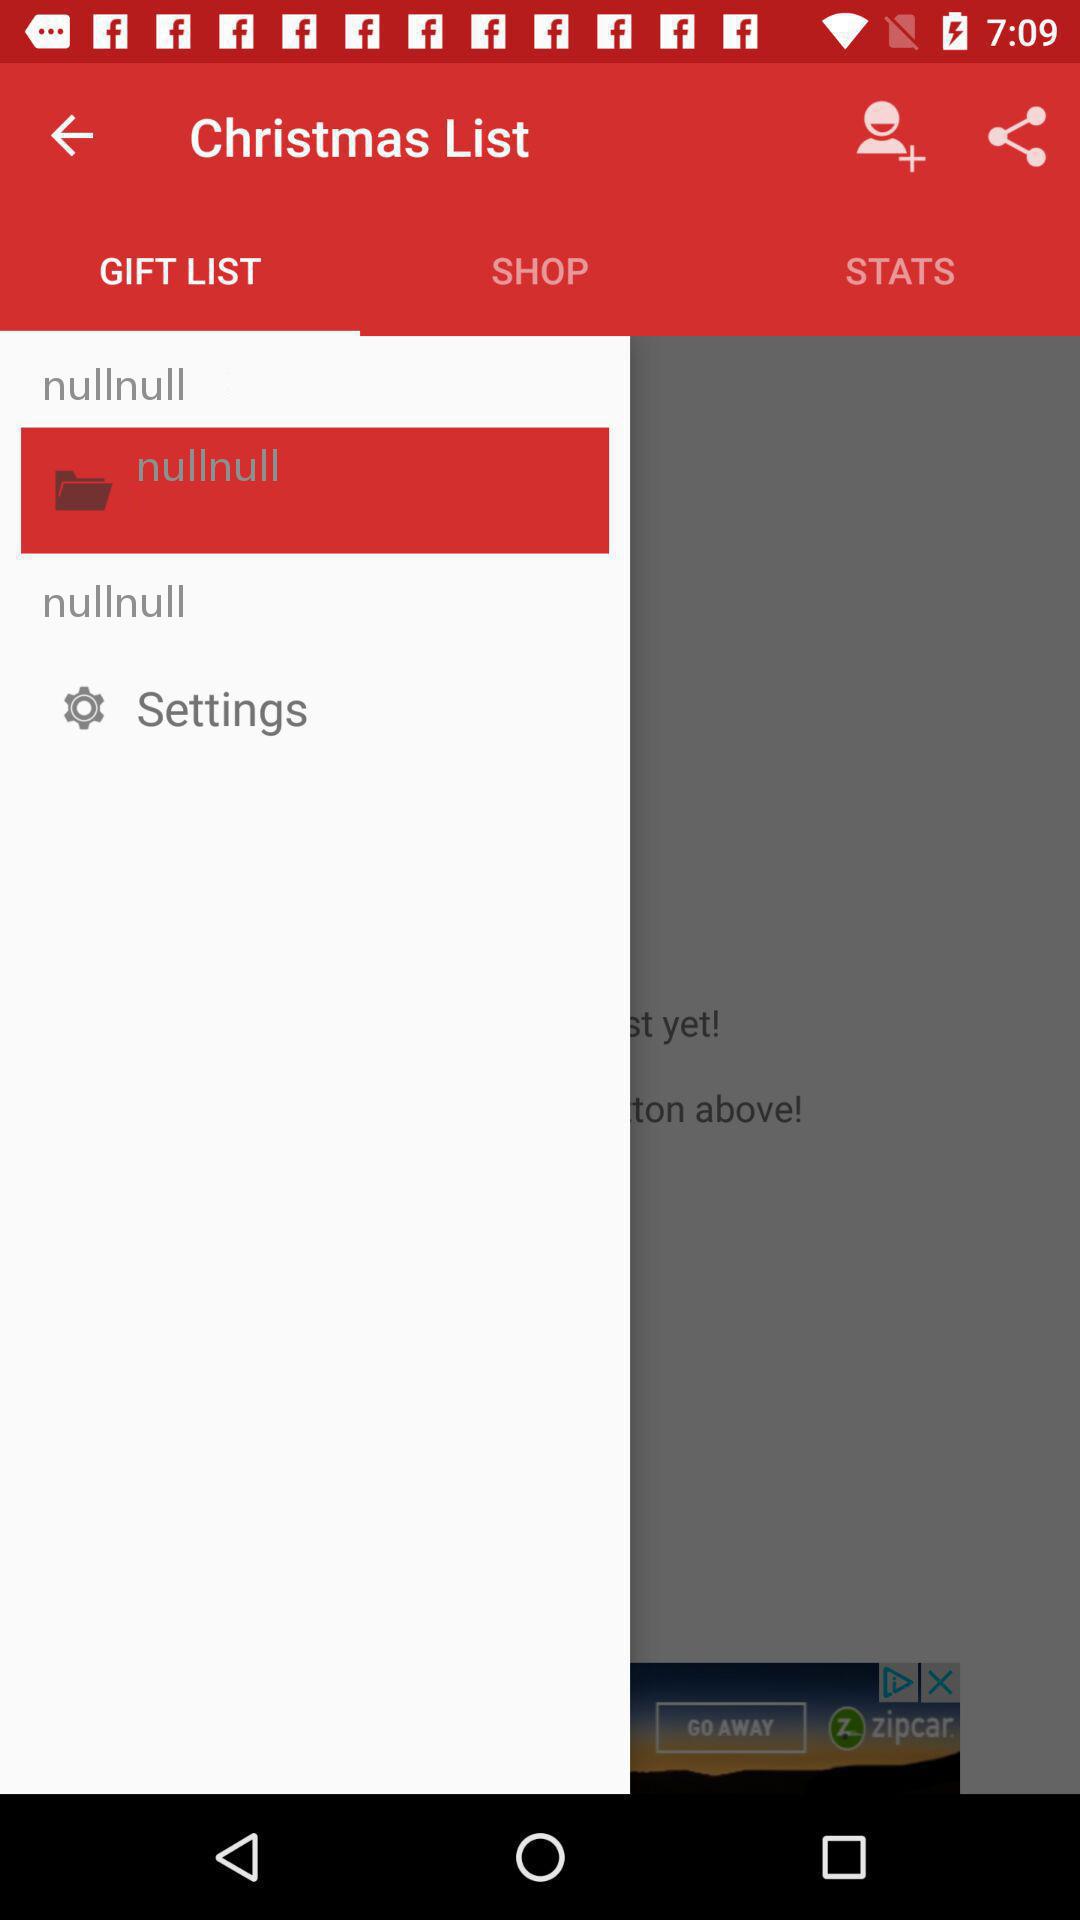 7:09
Christmas List
GIFT LIST
SHOP
STATS
nullnull
nullnull
nullnull
Settings
st yet!
ton above!
GO AWAY
zipcar